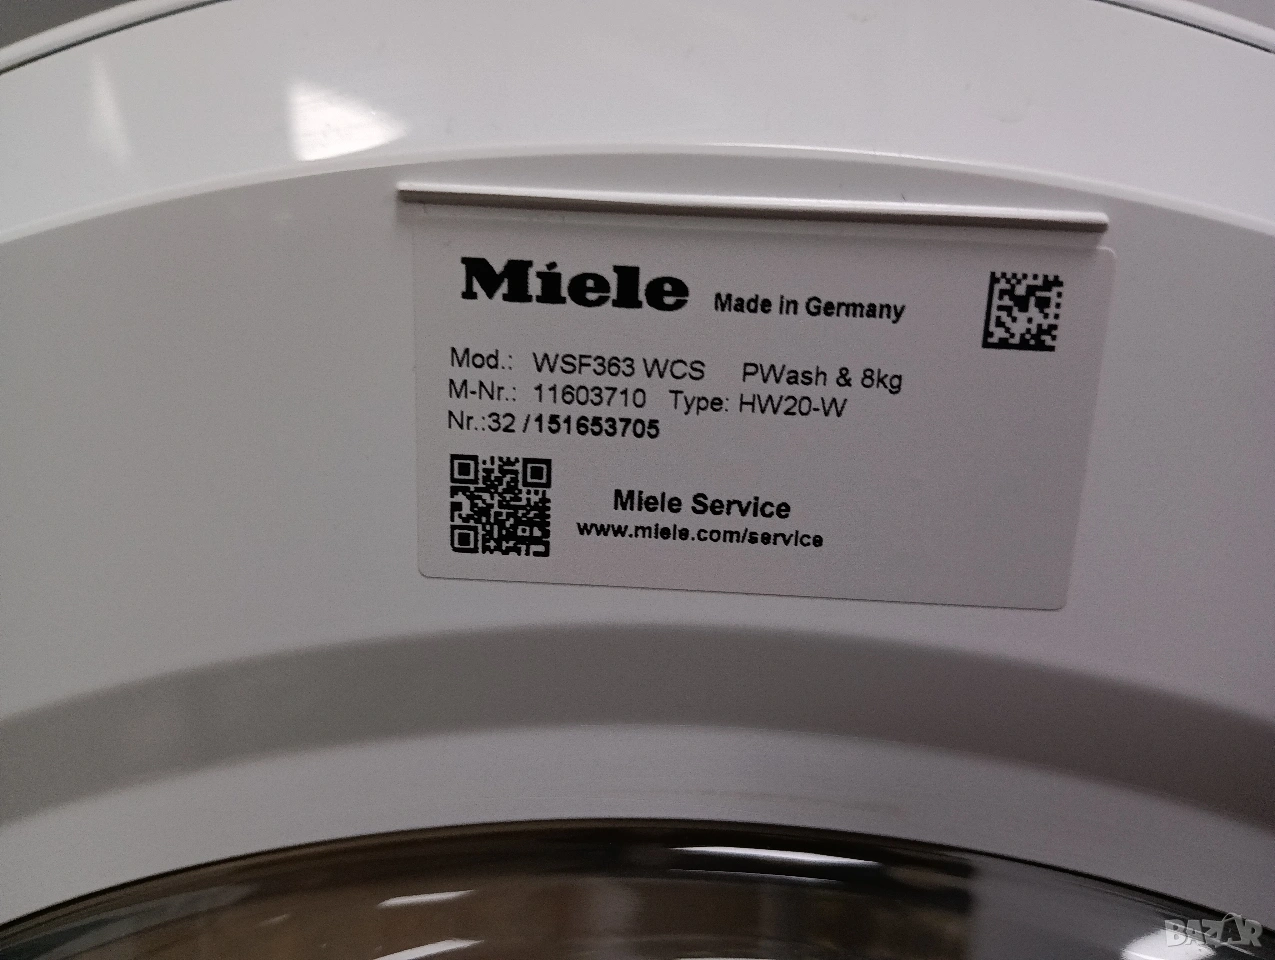 Miele Made in Germany
Mod.: WSF363 WCS PWash & 8kg
M-Nr.: 11603710 Type: HW20-W
Nr.:32 /151653705
Miele Service
www.miele.com/service
BAZAR